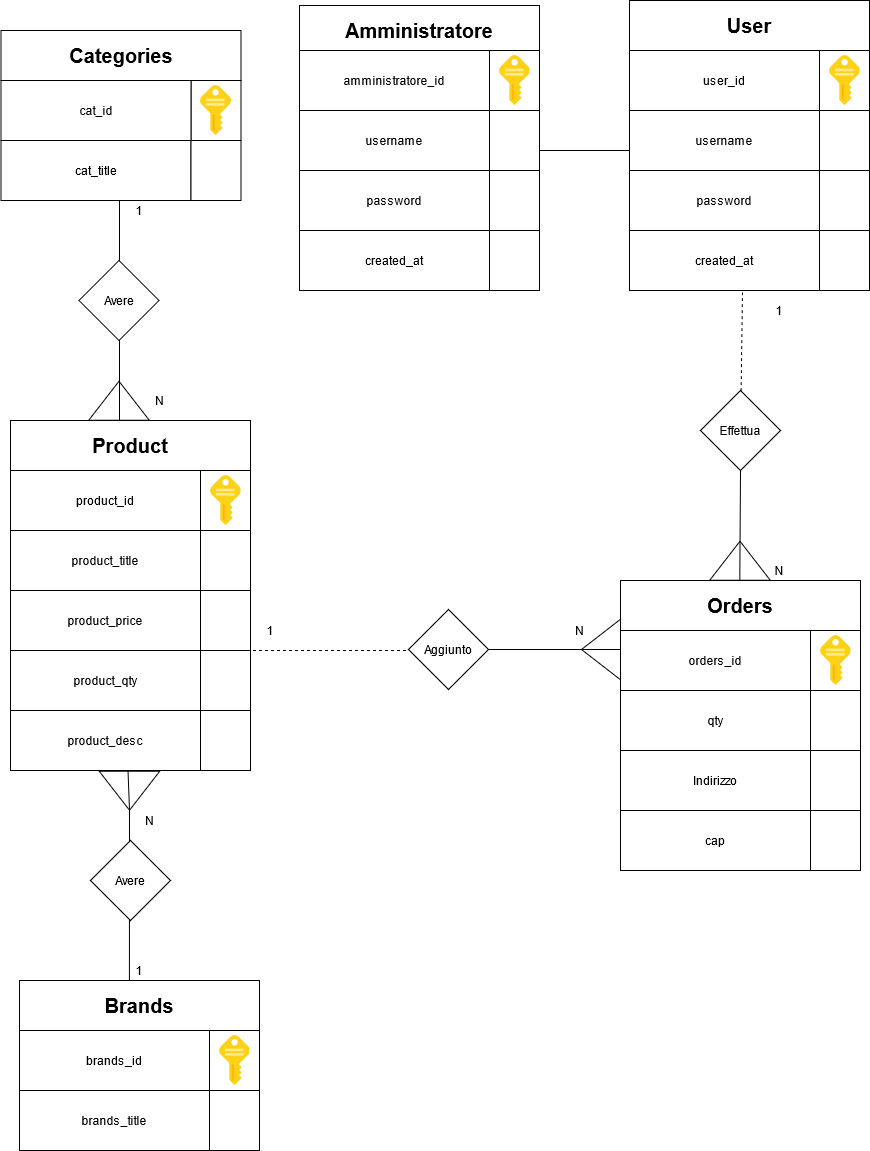 Categories
cat_id
cat_title
1
Avere
N
Amministratore
amministratore_id
username
password
created_at
User
user_id
username
password
created_at
1
Effettua
N
Product
product_id
product_title
product_price
product_qty
product_desc
1
Aggiunto
N
Orders
orders_id
qty
Indirizzo
cap
N
Avere
1
Brands
brands_id
brands_title